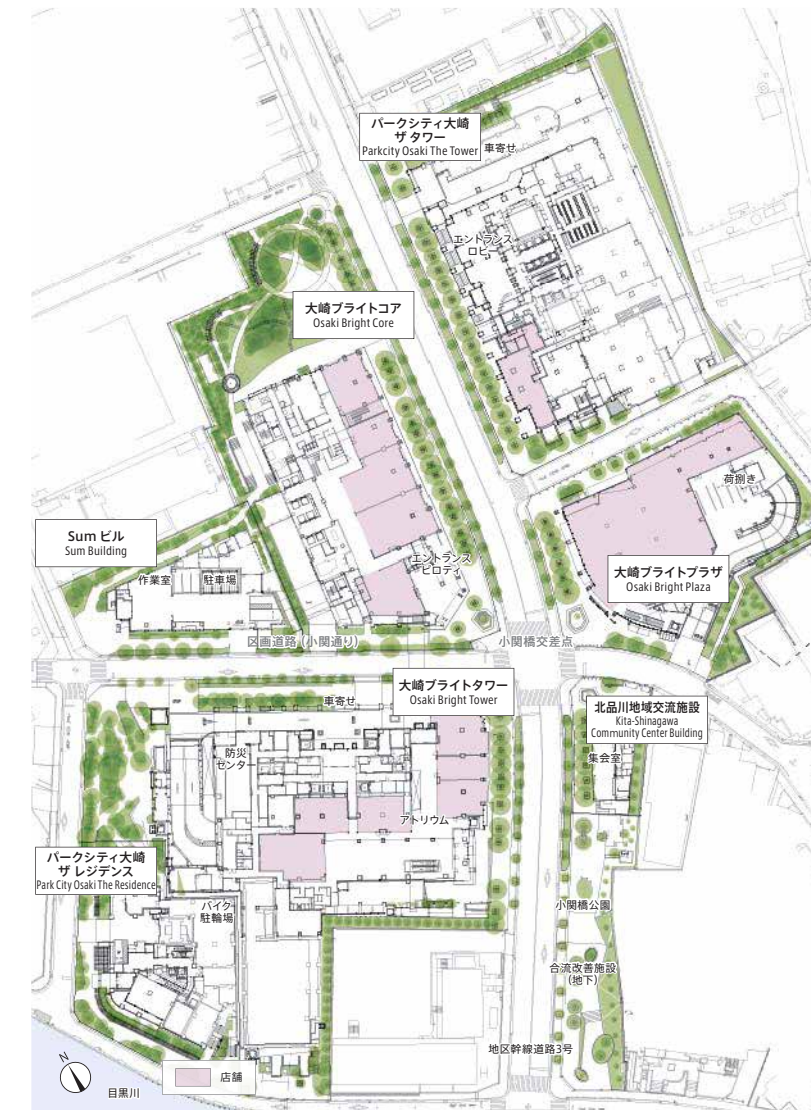 パークシティ大崎
ザ タワー
Parkcity Osaki The Tower
車寄せ
エントランス
ロビー
大崎ブライトコア
Osaki Bright Core
荷捌き
Sum ビル
Sum Building
作業室
駐車場
エントランス
ピロティ
大崎ブライトプラザ
Osaki Bright Plaza
区画道路 (小関通り)
小関橋交差点
大崎ブライトタワー
Osaki Bright Tower
車寄せ
北品川地域交流施設
Kita-Shinagawa
Community Center Building
防災
センター
集会室
アトリウム
パークシティ大崎
ザ レジデンス
Park City Osaki The Residence
バイク
駐輪場
小関橋公園
合流改善施設
(地下)
地区幹線道路3号
N
店舗
目黒川